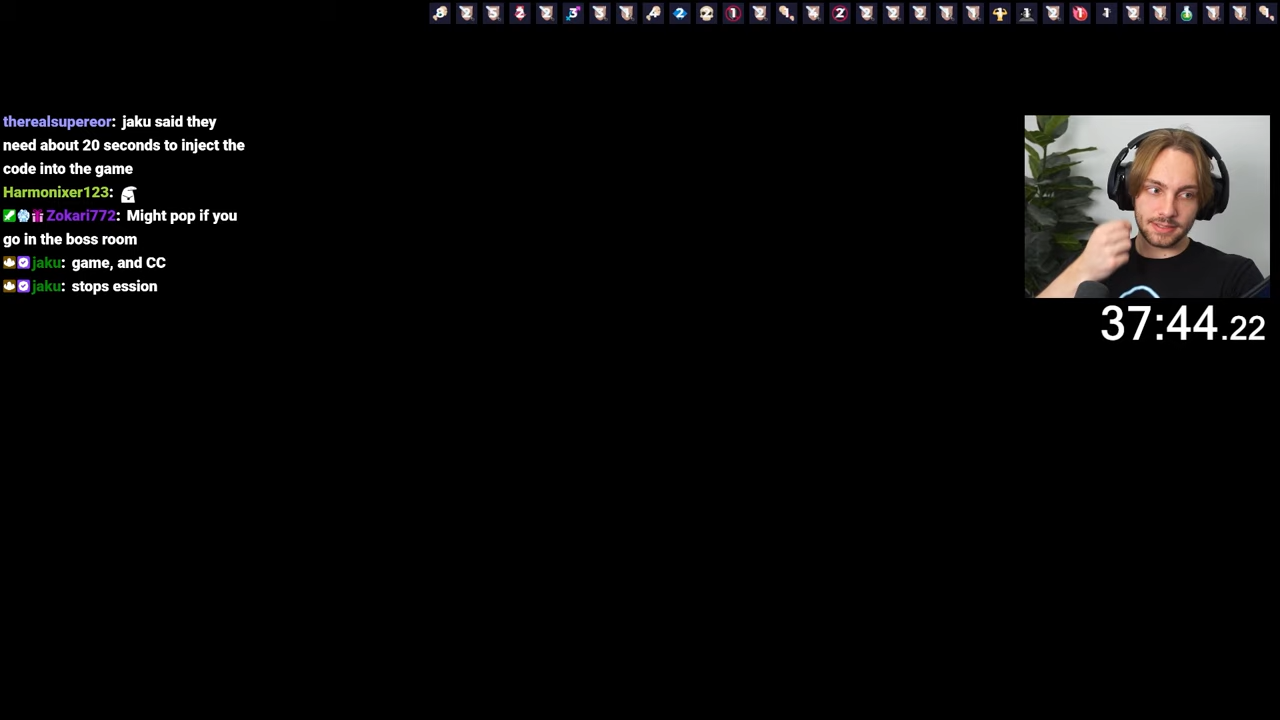 therealsupereor: jaku said they
need about 20 seconds to inject the
code into the game
Harmonixer123:
Zokari772: Might pop if you
go in the boss room
jaku: game, and CC
jaku: stops ession
37:44.22